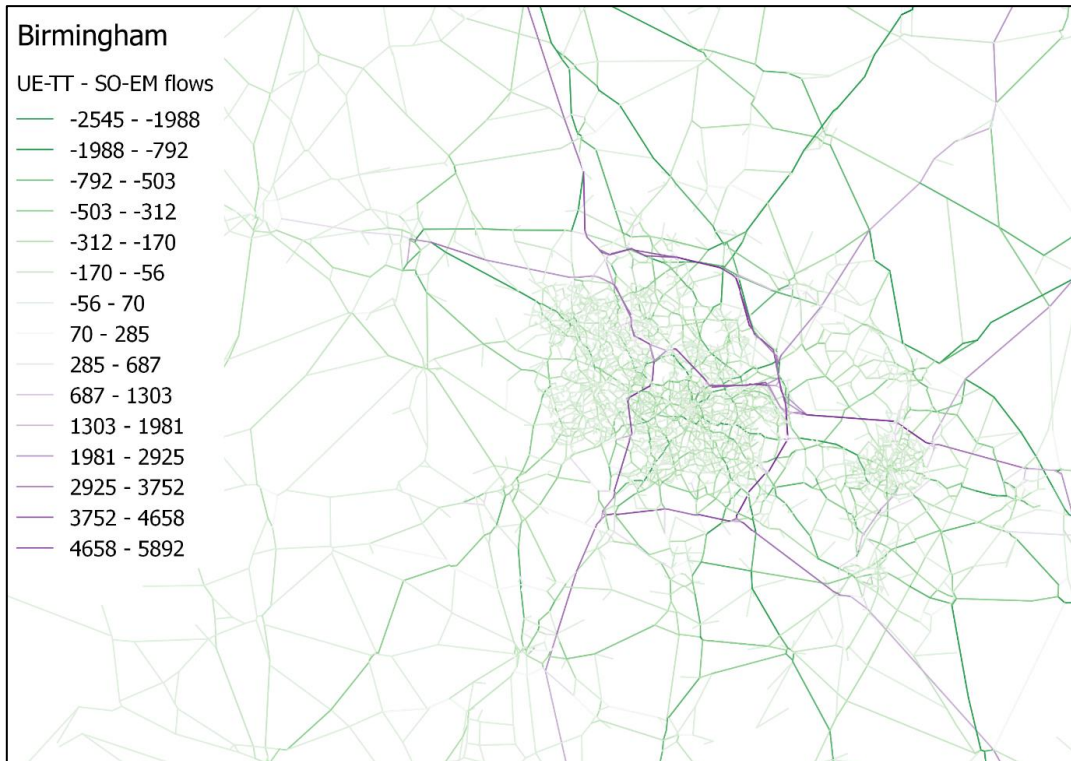 Birmingham
UE-TT - SO-EM flows
-2545 - -1988
-1988 - -792
-792 - -503
-503 - -312
-312 - -170
-170 - -56
-56 - 70
70 - 285
285 - 687
687 - 1303
1303 - 1981
1981 - 2925
2925 - 3752
3752 - 4658
4658 - 5892